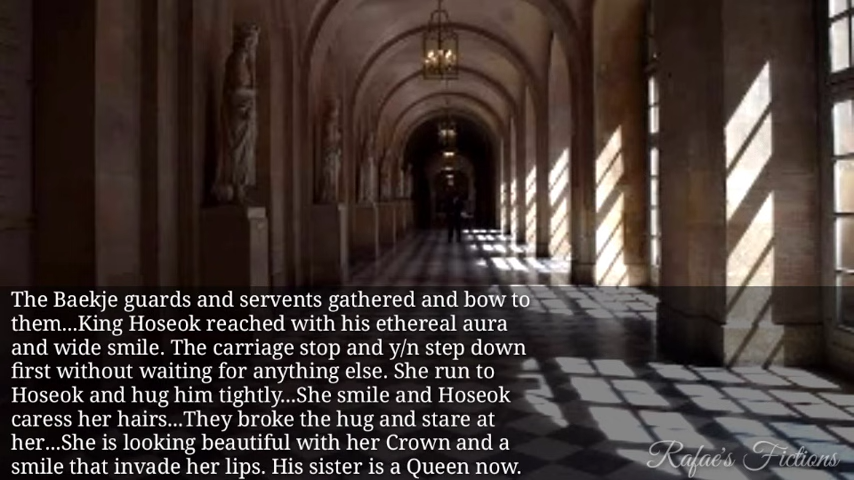 The Baekje guards and servents gathered and bow to
them...King Hoseok reached with his ethereal aura
and wide smile. The carriage stop and y/n step down
first without waiting for anything else. She run to
Hoseok and hug him tightly...She smile and Hoseok
caress her hairs...They broke the hug and stare at
her...She is looking beautiful with her Crown and a
smile that invade her lips. His sister is a Queen now.
Rafae's Fictions